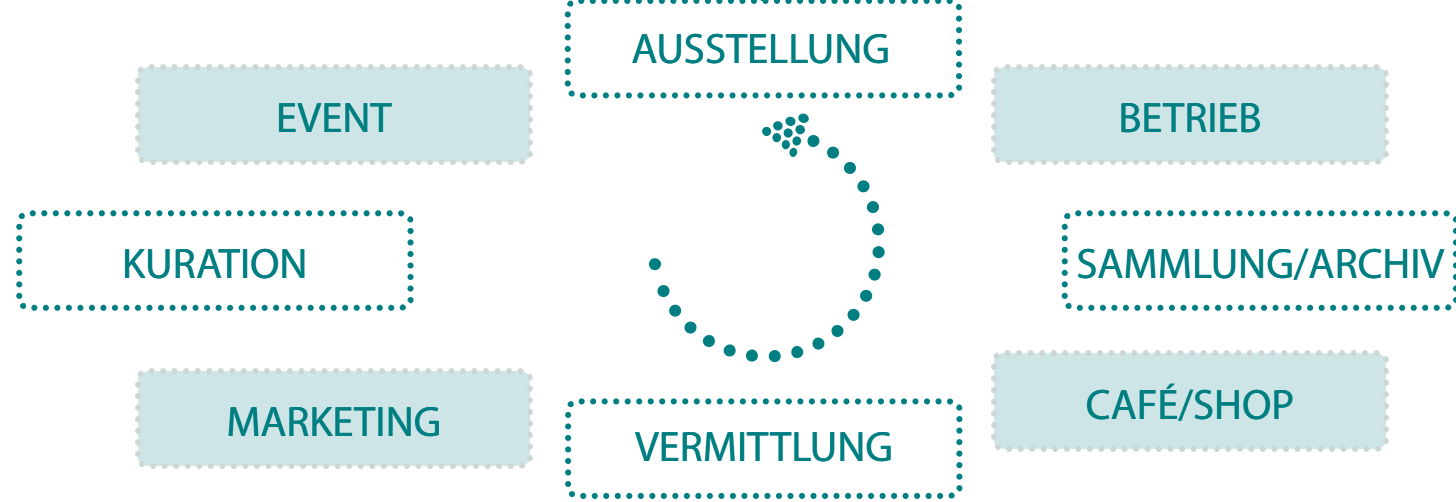 AUSSTELLUNG
EVENT
BETRIEB
KURATION
SAMMLUNG/ARCHIV
MARKETING
CAFÉ/SHOP
VERMITTLUNG